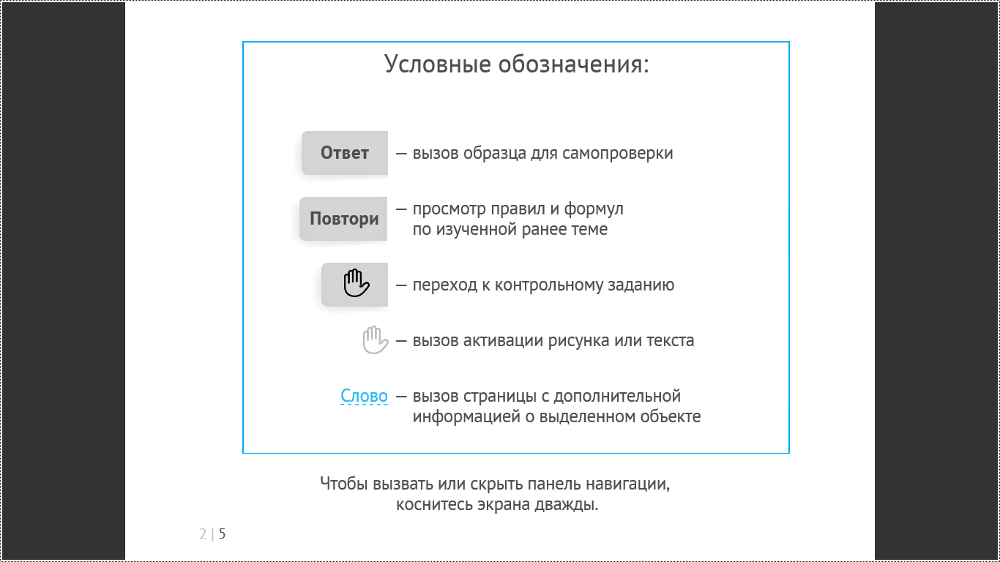 Условные обозначения:
Ответ — вызов образца для самопроверки
Повтори — просмотр правил и формул
по изученной ранее теме
— переход к контрольному заданию
— вызов активации рисунка или текста
Слово — вызов страницы с дополнительной
информацией о выделенном объекте
Чтобы вызвать или скрыть панель навигации,
коснитесь экрана дважды.
2 | 5